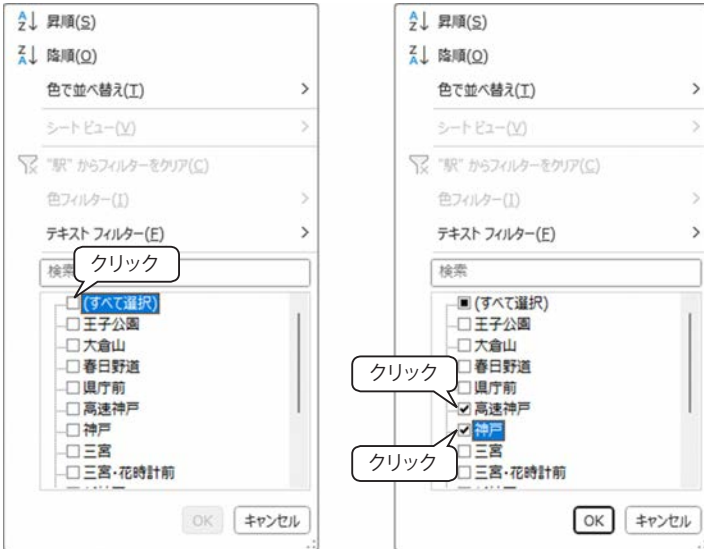 昇順(S)
降順(O)
色で並べ替え(T)
シート ビュー(V)
"駅" からフィルターをクリア(C)
色フィルター(I)
テキスト フィルター(F)
クリック
検索
(すべて選択)
王子公園
大倉山
春日野道
県庁前
高速神戸
神戸
三宮
三宮・花時計前
OK
キャンセル
昇順(S)
降順(O)
色で並べ替え(T)
シート ビュー(V)
"駅" からフィルターをクリア(C)
色フィルター(I)
テキスト フィルター(F)
検索
(すべて選択)
王子公園
大倉山
春日野道
クリック
県庁前
高速神戸
神戸
クリック
三宮
三宮・花時計前
OK
キャンセル